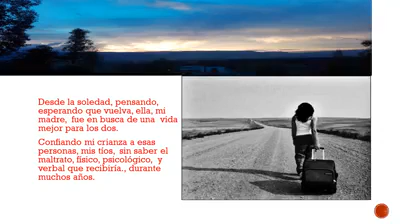 Desde la soledad, pensando,
esperando que vuelva, ella, mi
madre, fue en busca de una vida
mejor para los dos.
Confiando mi crianza a esas
personas, mis tíos, sin saber el
maltrato, físico, psicológico, y
verbal que recibiría., durante
muchos años.